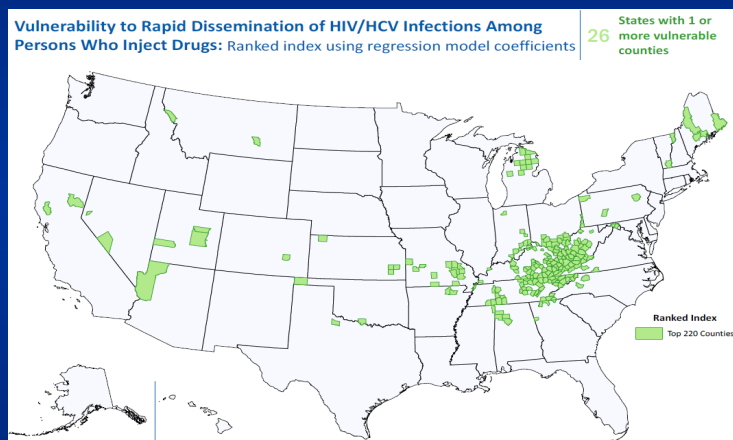 Vulnerability to Rapid Dissemination of HIV/HCV Infections Among
Persons Who Inject Drugs: Ranked index using regression model coefficients
26
States with 1 or
more vulnerable
counties
Ranked Index
Top 220 Counties